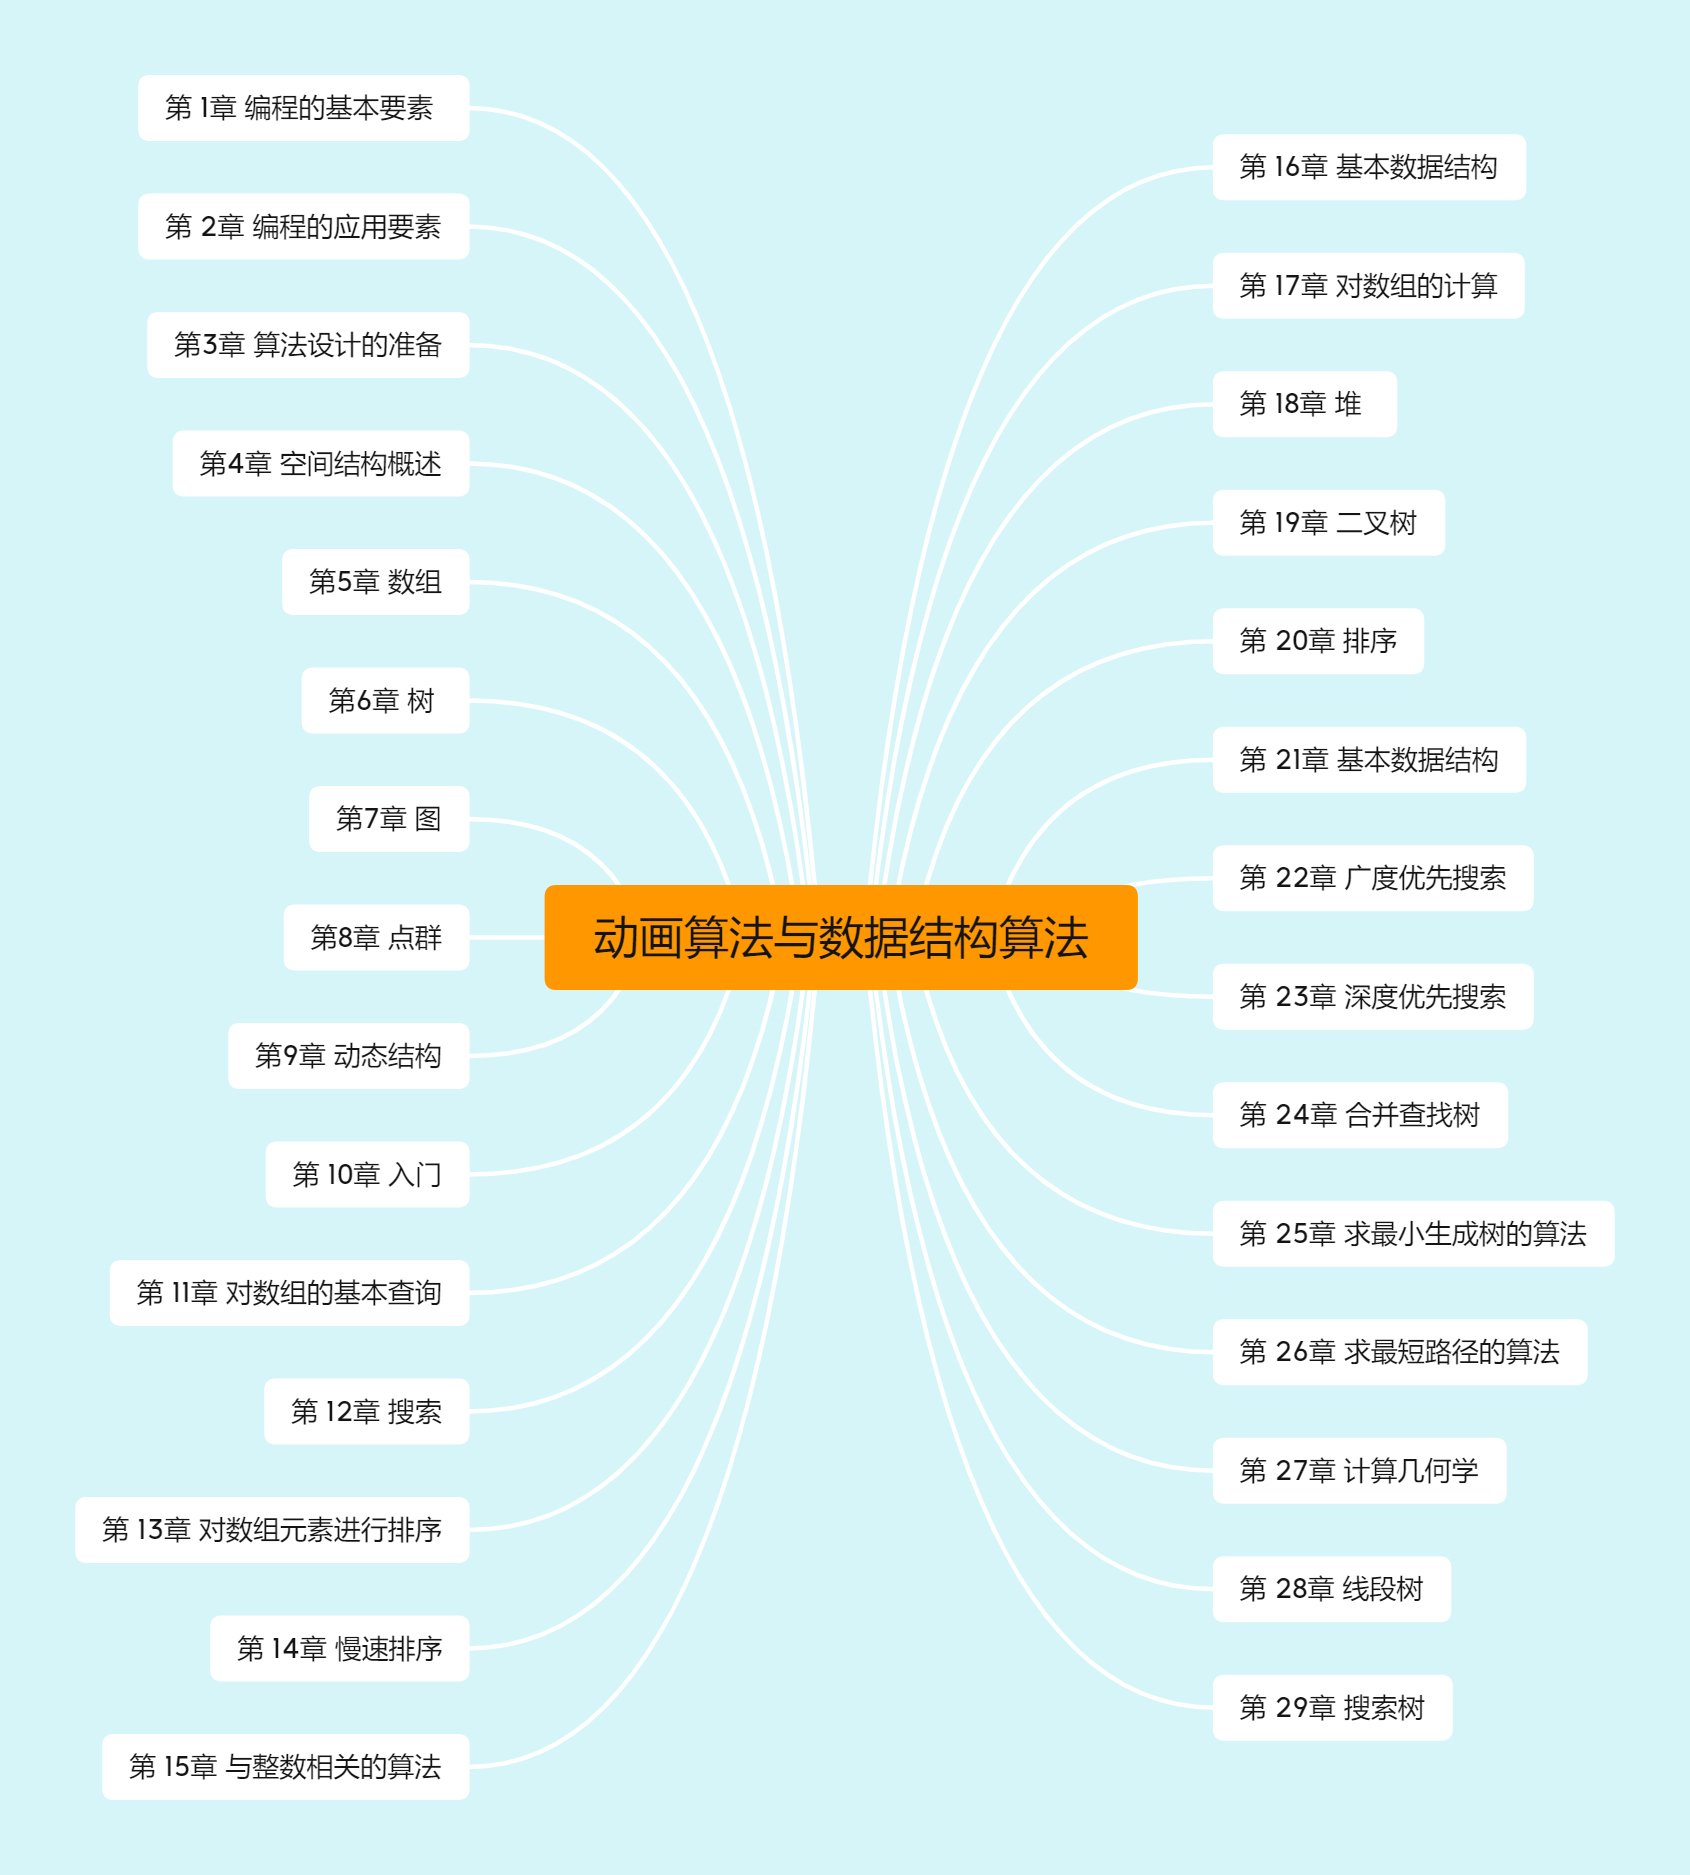 第 1章 编程的基本要素
第 2章 编程的应用要素
第3章 算法设计的准备
第4章 空间结构概述
第5章 数组
第6章 树
第7章 图
第8章 点群
第9章 动态结构
第 10章 入门
第 11章 对数组的基本查询
第 12章 搜索
第 13章 对数组元素进行排序
第 14章 慢速排序
第 15章 与整数相关的算法
动画算法与数据结构算法
第 16章 基本数据结构
第 17章 对数组的计算
第 18章 堆
第 19章 二叉树
第 20章 排序
第 21章 基本数据结构
第 22章 广度优先搜索
第 23章 深度优先搜索
第 24章 合并查找树
第 25章 求最小生成树的算法
第 26章 求最短路径的算法
第 27章 计算几何学
第 28章 线段树
第 29章 搜索树